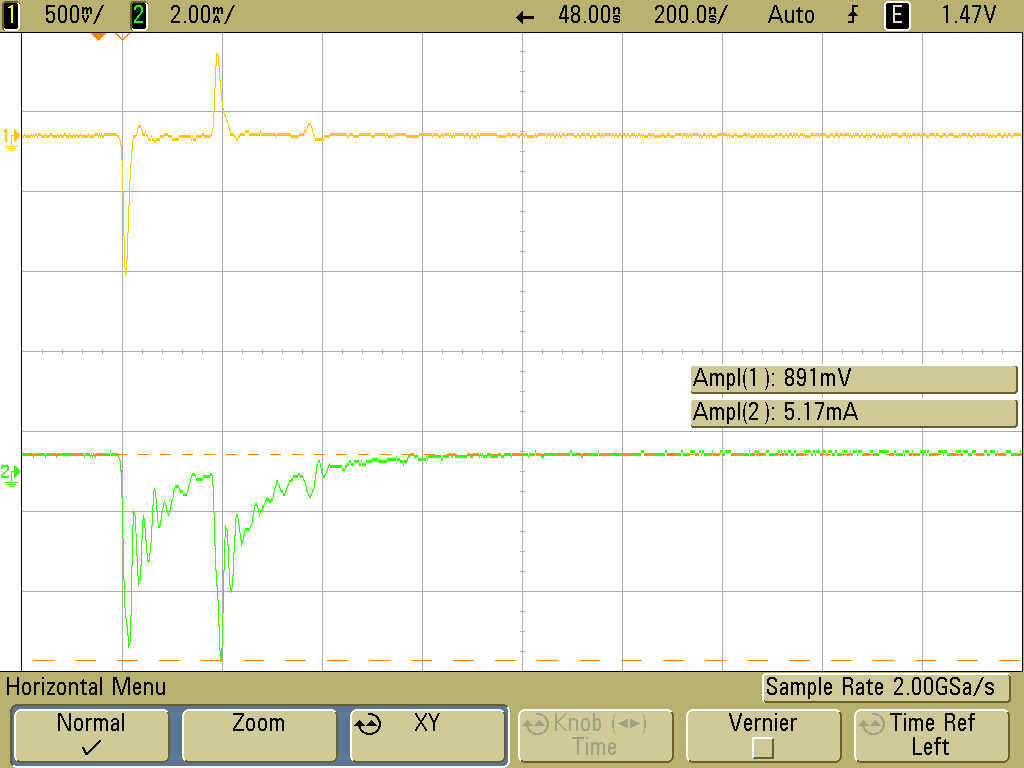 1 500mV/ 2 2.00mA/ 48.00ns 200.0ns/ Auto E 1.47V
1
Ampl(1): 891mV
Ampl(2): 5.17mA
2
Horizontal Menu
Sample Rate 2.00GSa/s
Normal Zoom XY Knob (◄►) Vernier Time Ref
Time Left